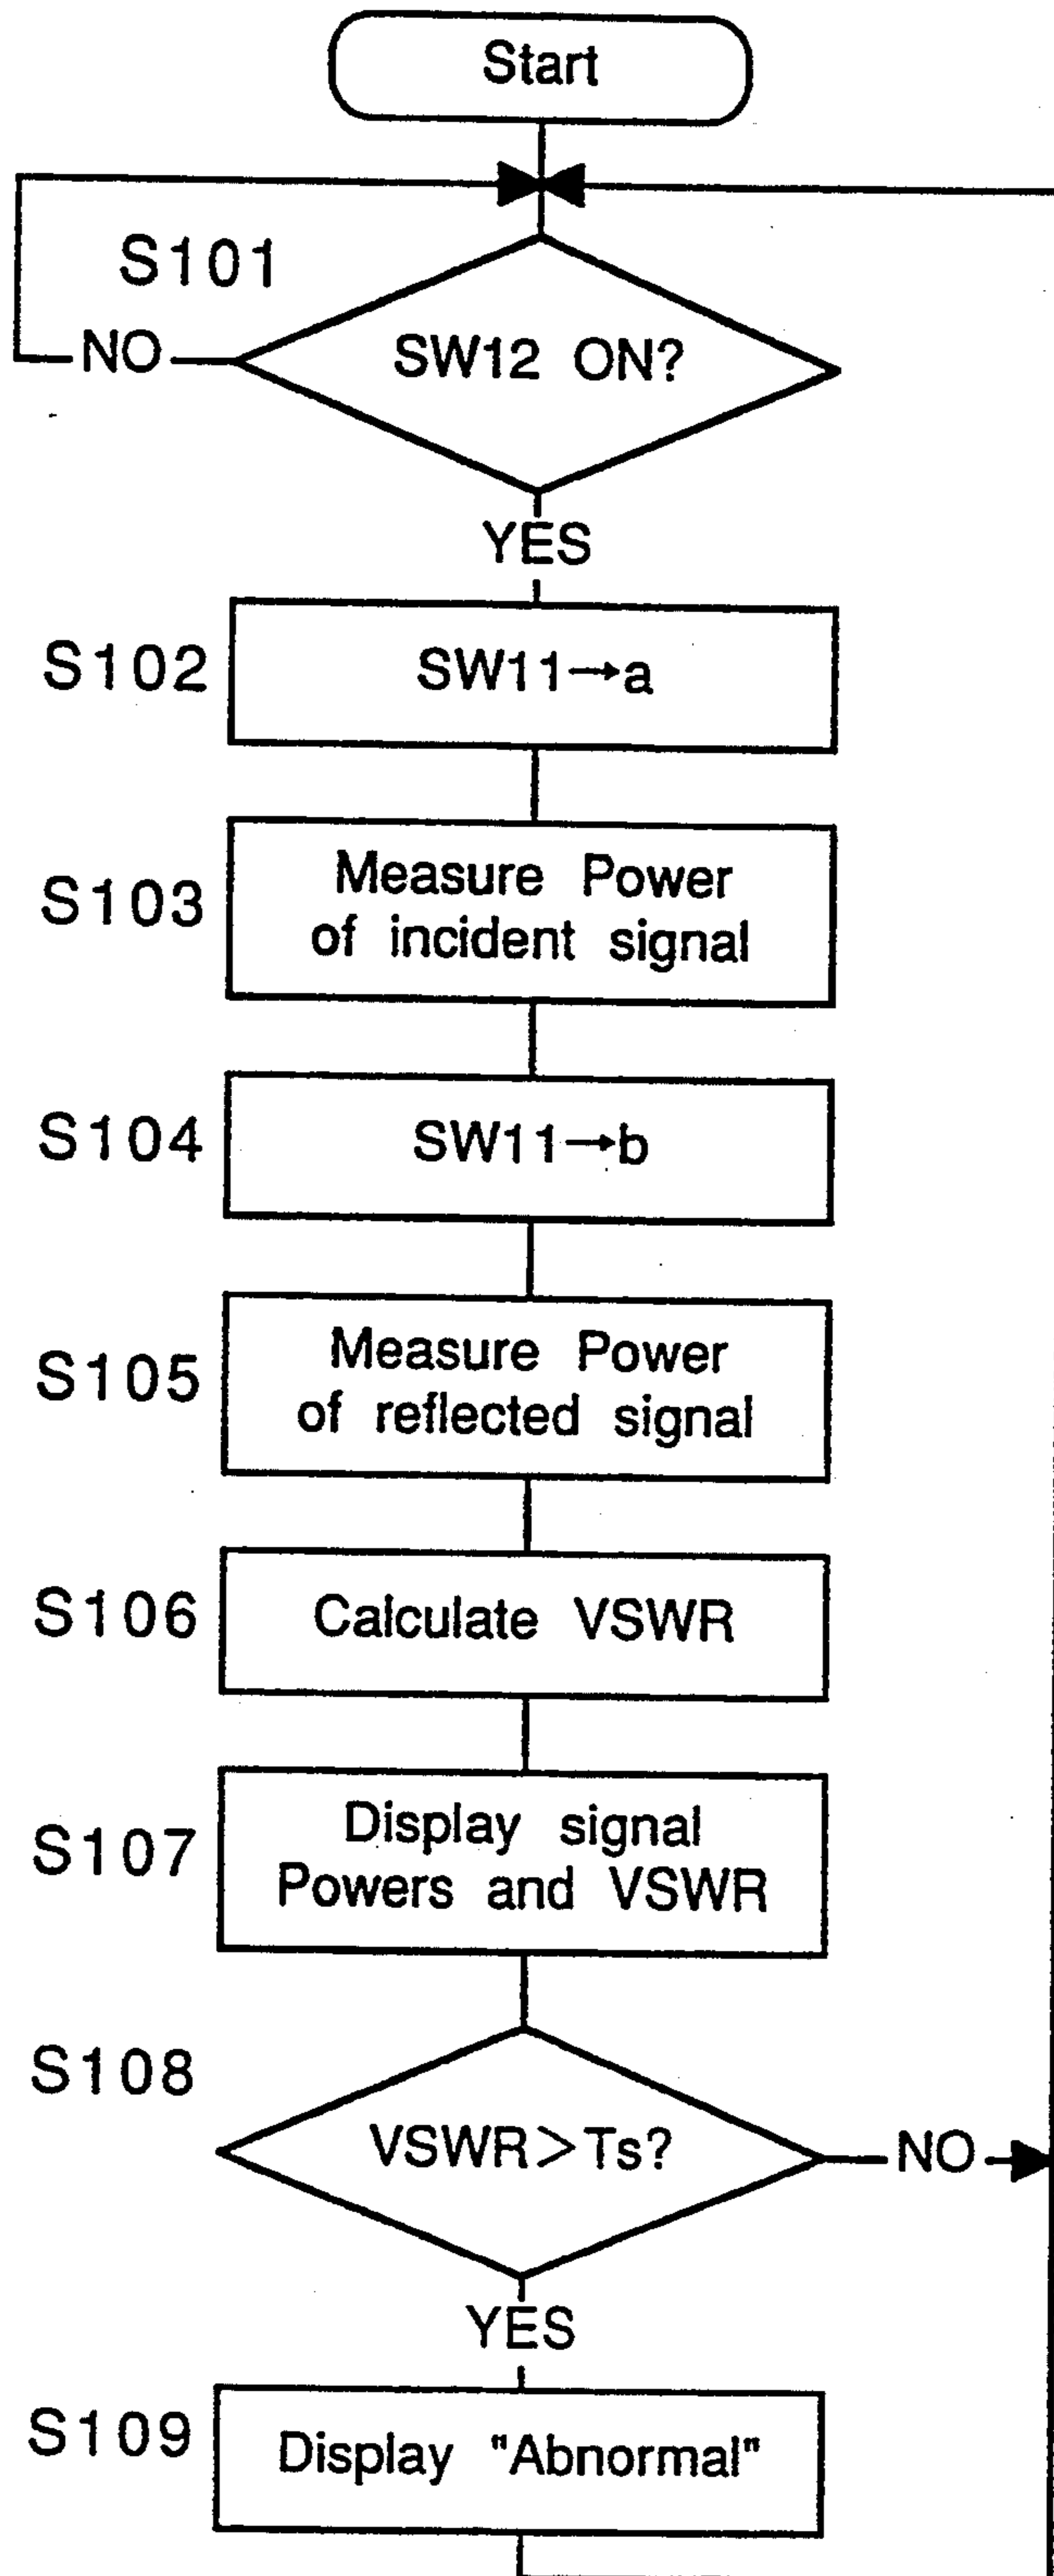 Start
S101
SW12 ON?
NO
YES
S102
SW11→a
S103
Measure Power
of incident signal
S104
SW11→b
S105
Measure Power
of reflected signal
S106
Calculate VSWR
S107
Display signal
Powers and VSWR
S108
VSWR>Ts?
NO
YES
S109
Display "Abnormal"